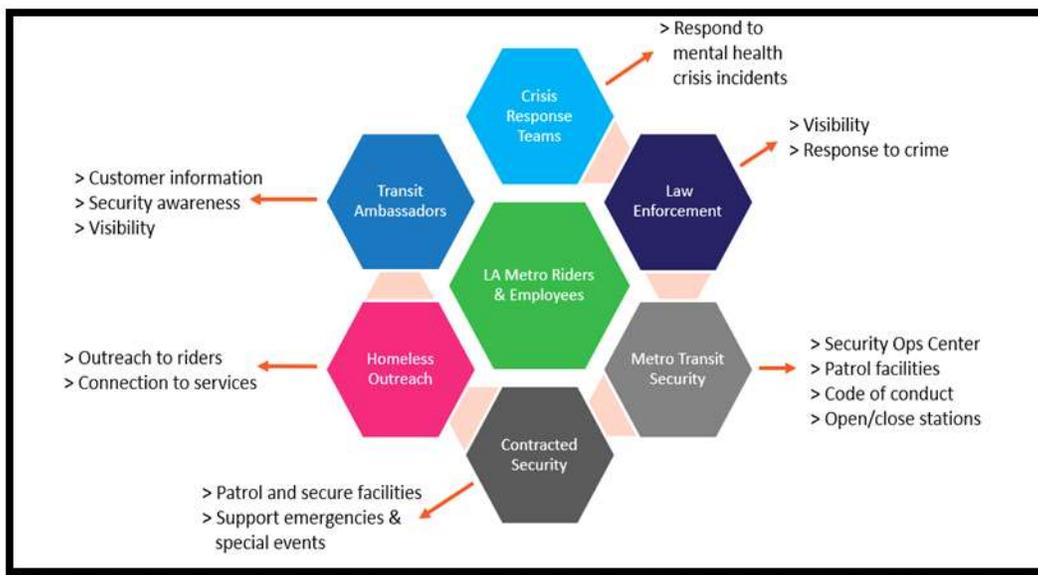 > Respond to
mental health
crisis incidents
Crisis
Response
Teams
> Visibility
> Response to crime
Law
Enforcement
> Customer information
> Security awareness
> Visibility
Transit
Ambassadors
LA Metro Riders
& Employees
> Outreach to riders
> Connection to services
Homeless
Outreach
Metro Transit
Security
> Security Ops Center
> Patrol facilities
> Code of conduct
> Open/close stations
Contracted
Security
> Patrol and secure facilities
> Support emergencies &
special events